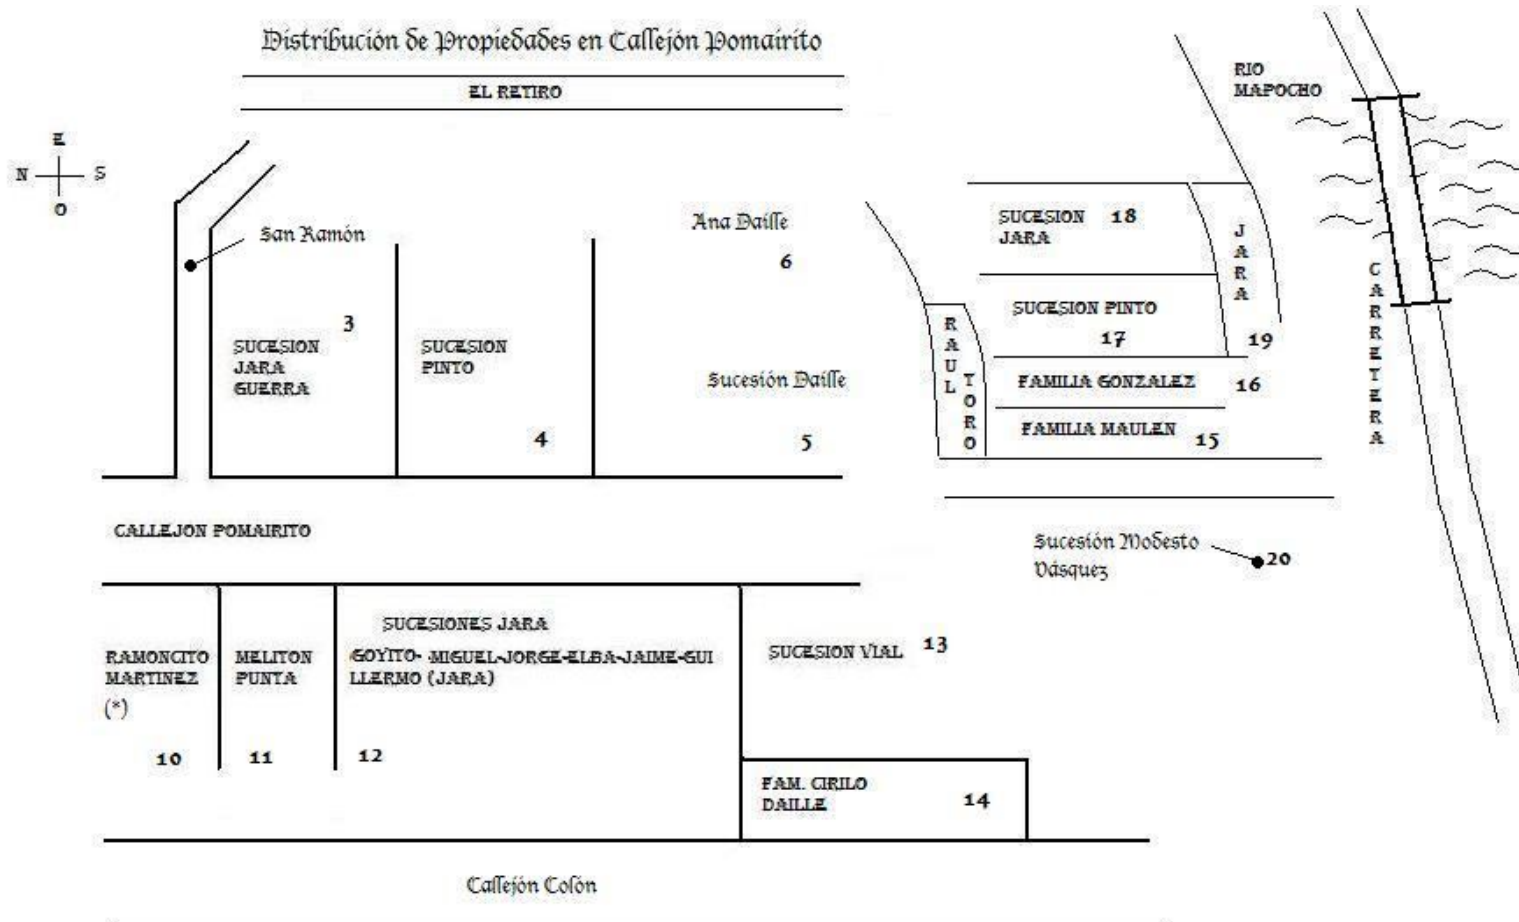 Distribución de Propiedades en Callejón Pomairito
EL RETIRO
RIO
MAPOCHO
E
N S
O
San Ramón
Ana Daille
6
3
SUCESION
JARA
GUERRA
SUCESION
PINTO
4
Sucesión Daille
5
SUCESION 18
JARA
JARA
19
SUCESION PINTO
17
RAUL
TORO
FAMILIA GONZALEZ 16
FAMILIA MAULEN 15
CARRETERA
CALLEJON POMAIRITO
Sucesión Modesto
Vásquez
20
RAMONCITO
MARTINEZ
(*)
10
MELITON
PUNTA
11
SUCESIONES JARA
GOYITO- MIGUEL-JORGE-ELBA-JAIME-GUI
LLERMO (JARA)
12
SUCESION VIAL 13
FAM. CIRILO
DAILLE
14
Callejón Colón